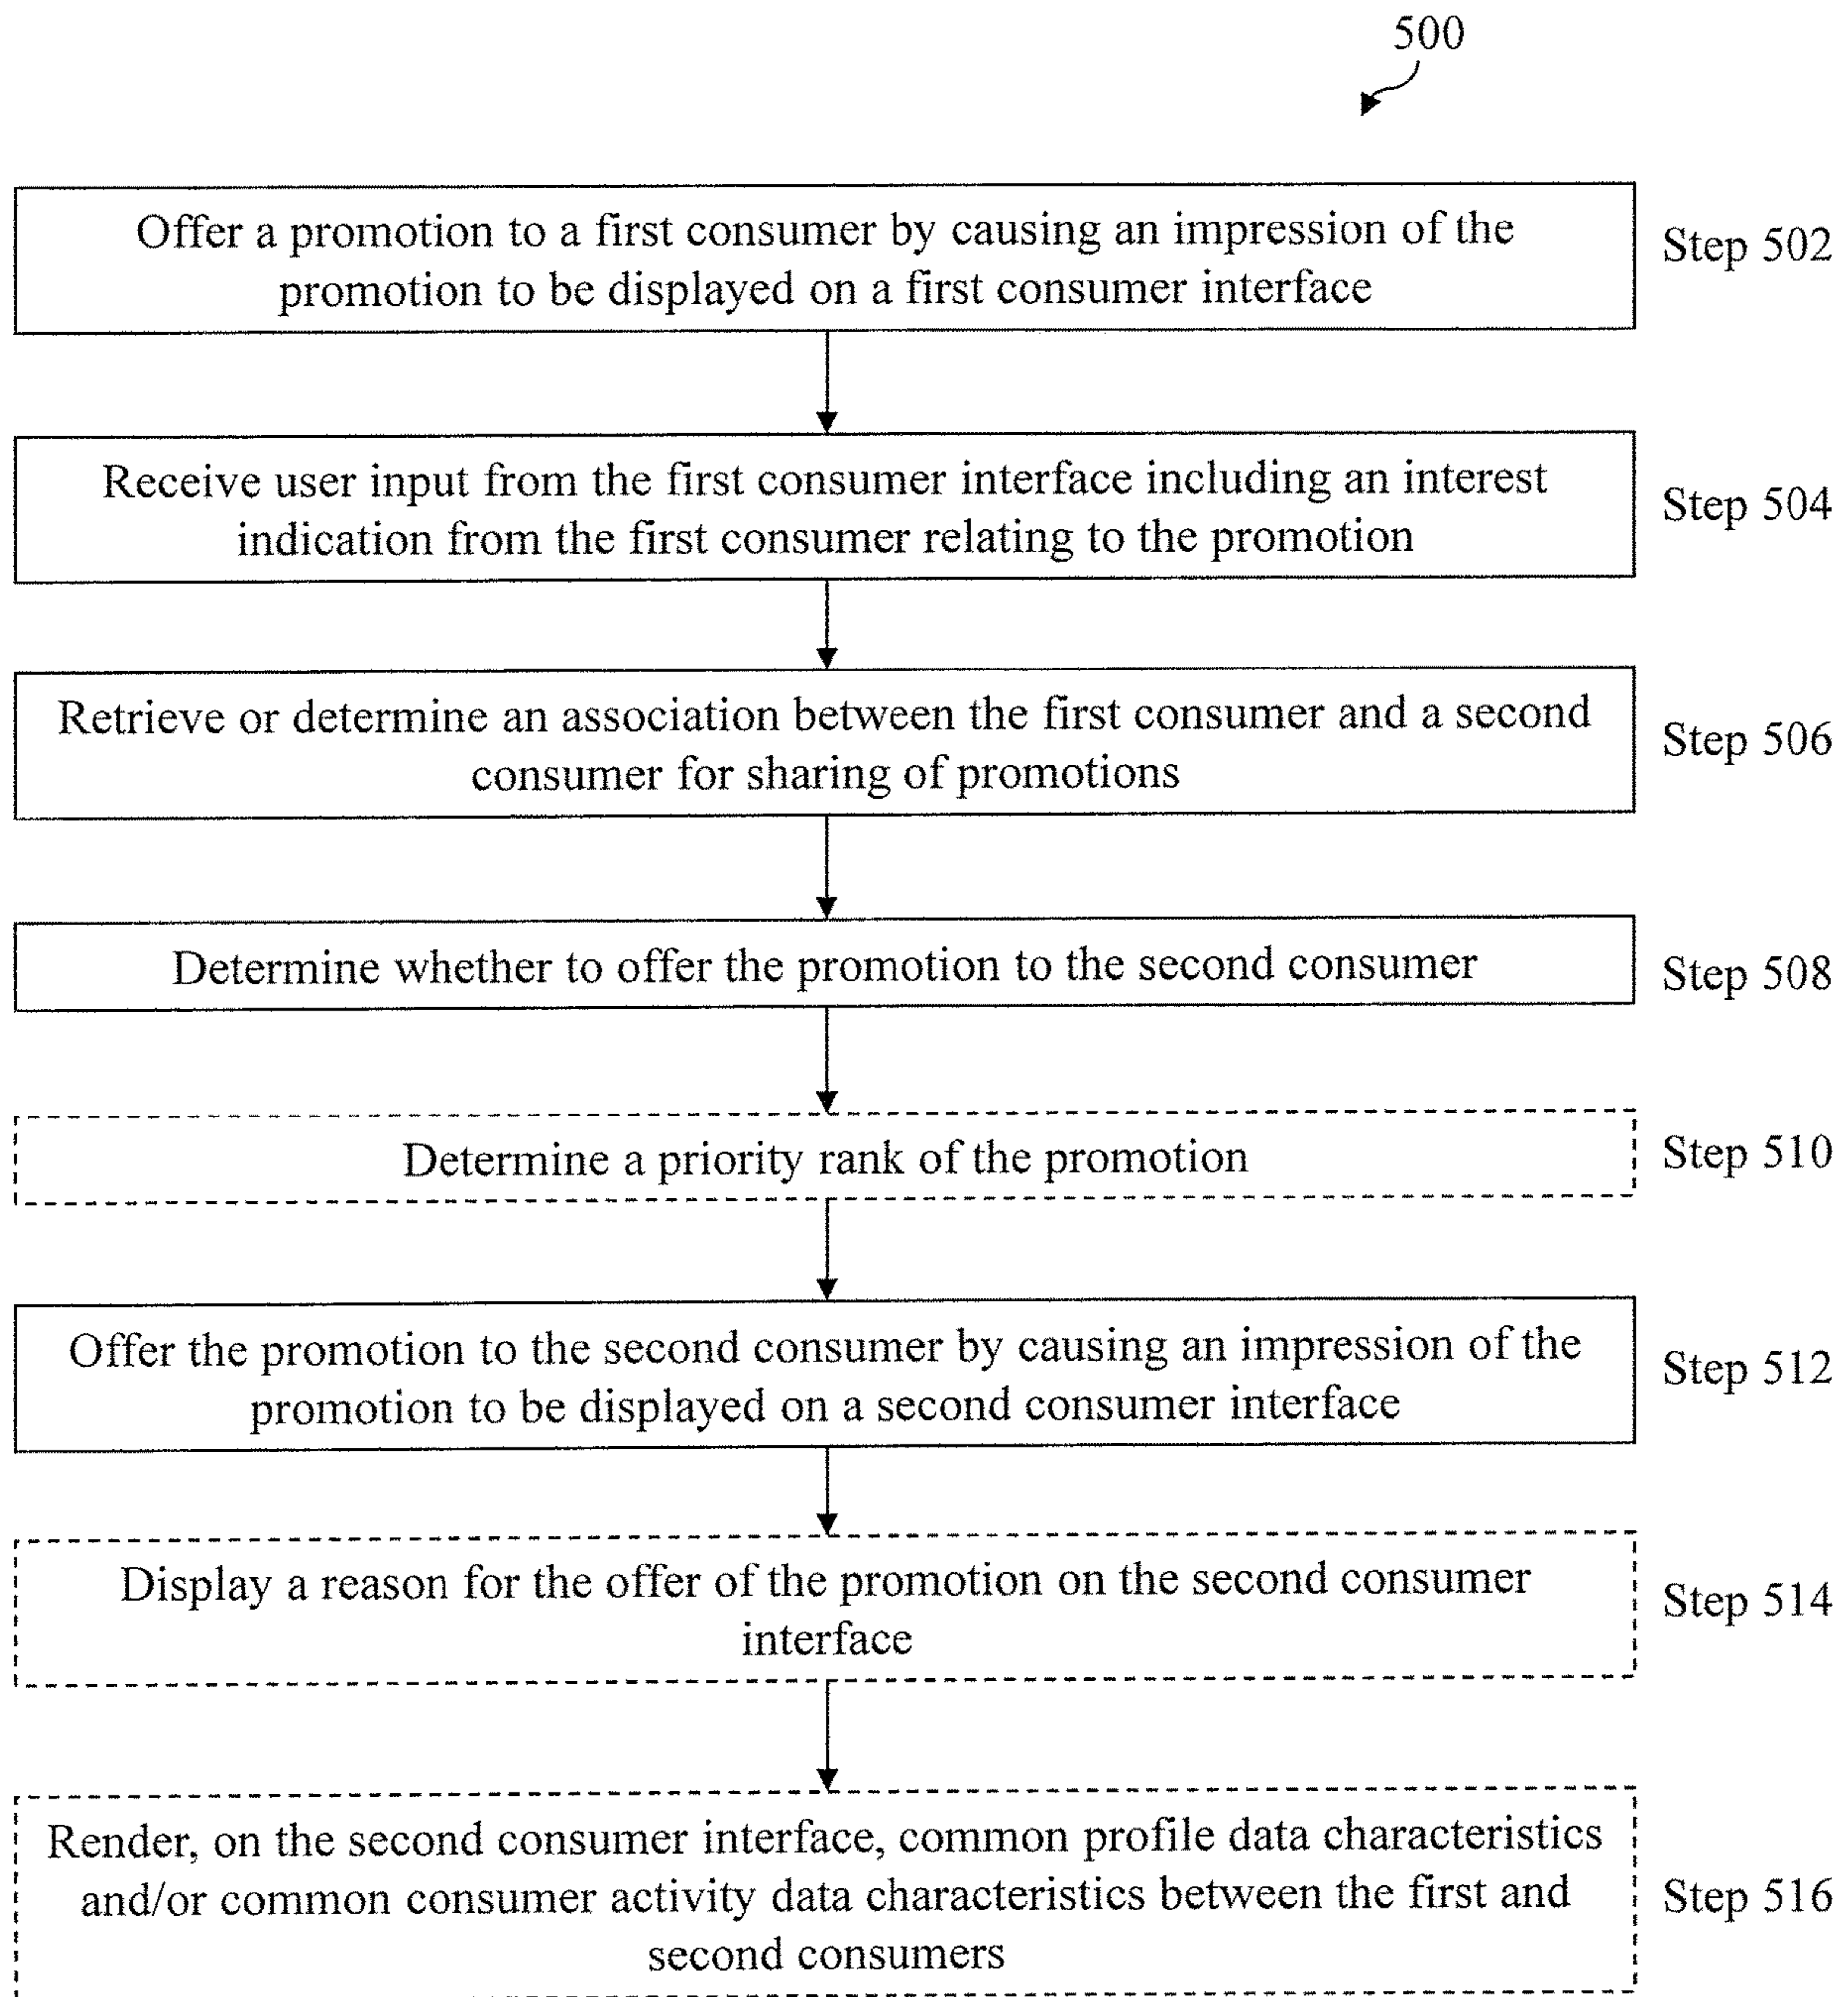 500
Offer a promotion to a first consumer by causing an impression of the
promotion to be displayed on a first consumer interface
Step 502
Receive user input from the first consumer interface including an interest
indication from the first consumer relating to the promotion
Step 504
Retrieve or determine an association between the first consumer and a second
consumer for sharing of promotions
Step 506
Determine whether to offer the promotion to the second consumer
Step 508
Determine a priority rank of the promotion
Step 510
Offer the promotion to the second consumer by causing an impression of the
promotion to be displayed on a second consumer interface
Step 512
Display a reason for the offer of the promotion on the second consumer
interface
Step 514
Render, on the second consumer interface, common profile data characteristics
and/or common consumer activity data characteristics between the first and
second consumers
Step 516